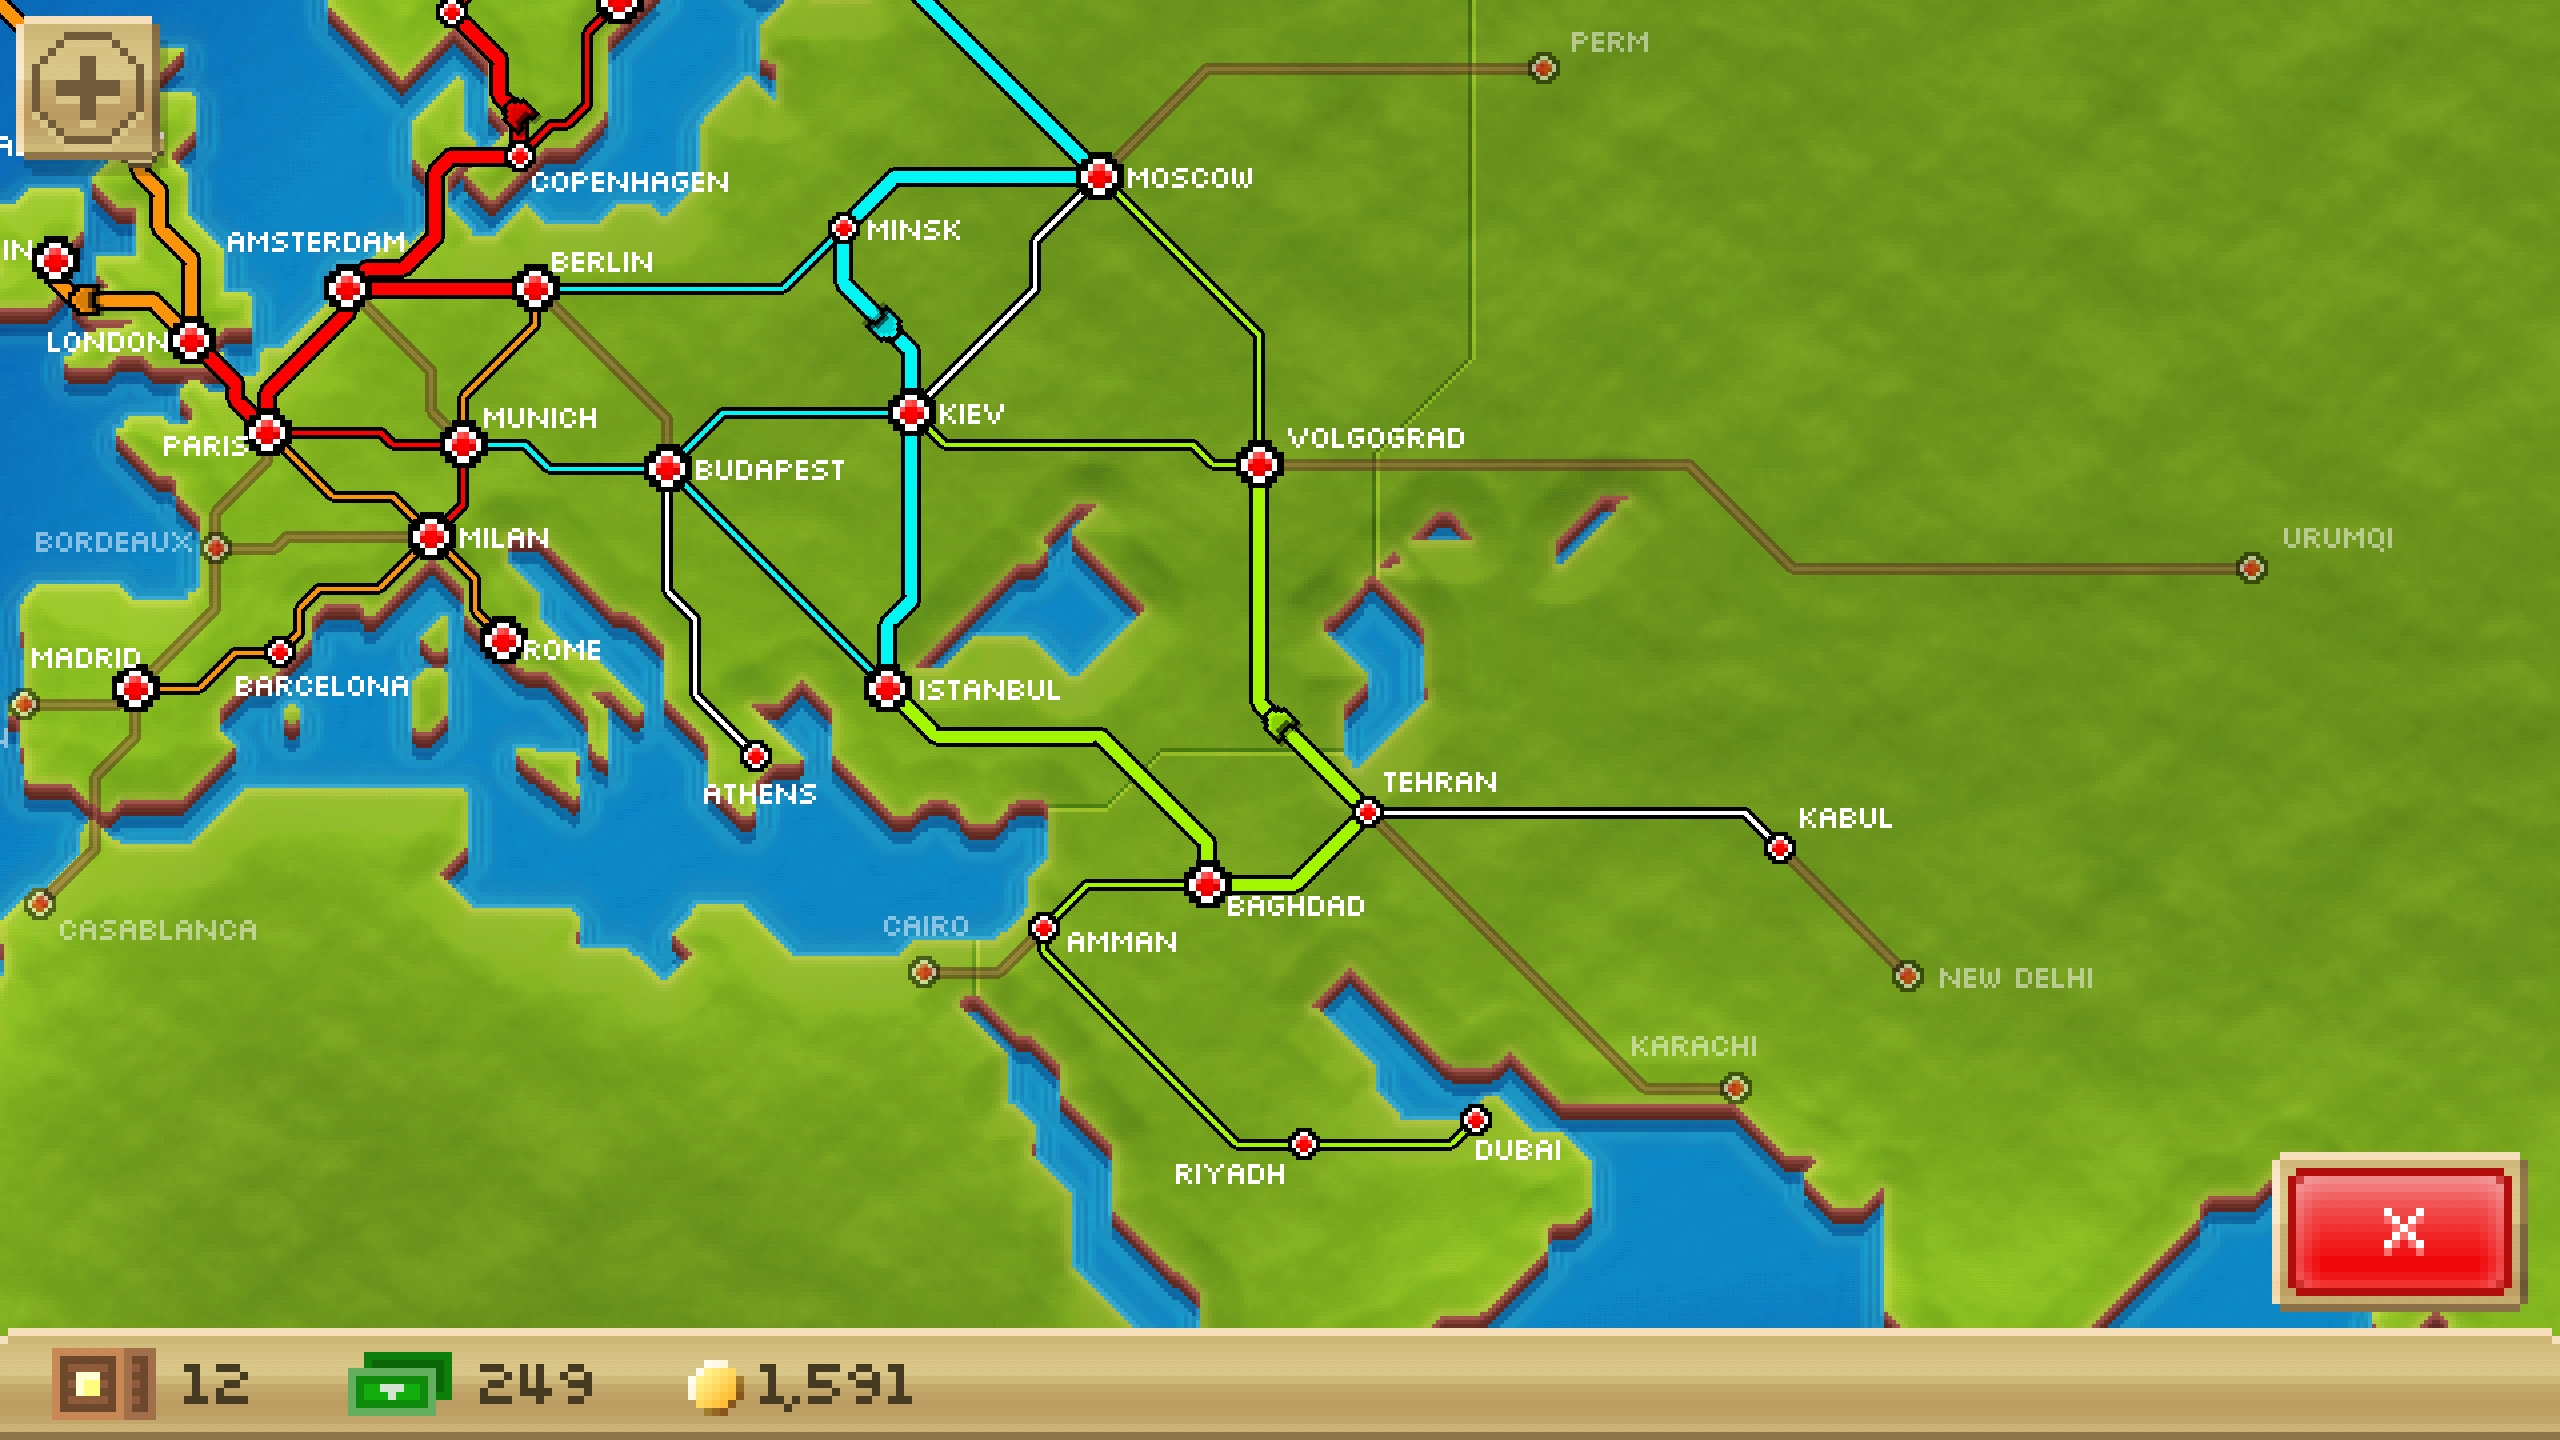 PERM
COPENHAGEN
MOSCOW
MINSK
AMSTERDAM
BERLIN
IN
LONDON
PARIS
MUNICH
KIEV
VOLGOGRAD
BUDAPEST
BORDEAUX
MILAN
URUMQI
MADRID
ROME
BARCELONA
ISTANBUL
ATHENS
TEHRAN
KABUL
CASABLANCA
CAIRO
BAGHDAD
AMMAN
NEW DELHI
KARACHI
RIYADH
DUBAI
X
12 249 1,591